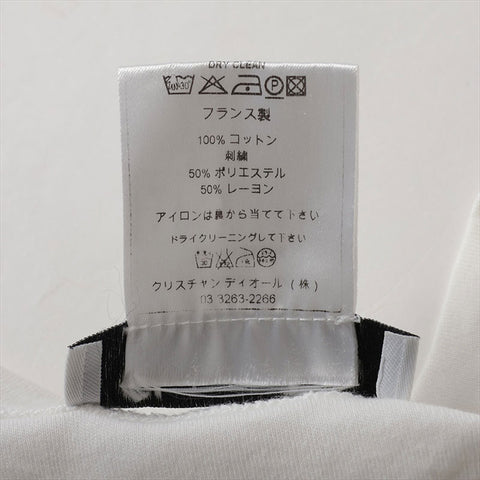 DRY CLEAN
フランス製
100% コットン
刺繍
50% ポリエステル
50% レーヨン
アイロンは鼻から当てて下さい
ドライクリーニングして下さい
クリスチャン ディオール (株)
03 3263-2266